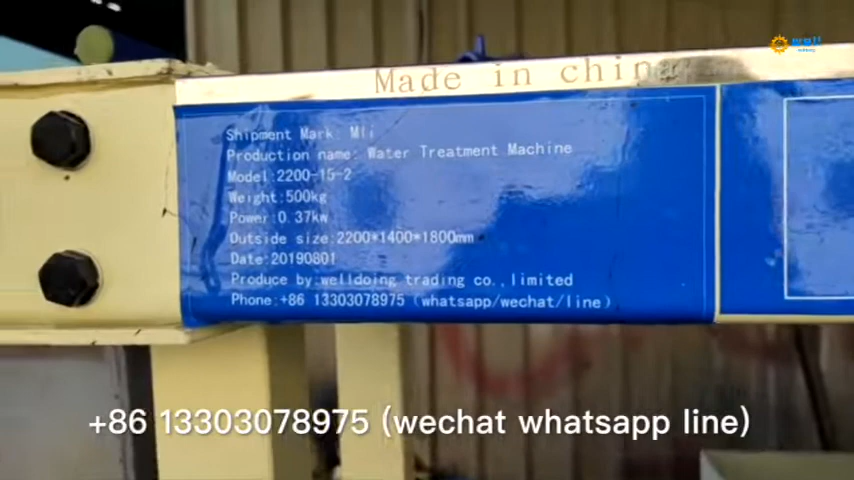 Made in china
Shipment Mark: Mli
Production name: Water Treatment Machine
Model:2200-15-2
Weight:500kg
Power:0.37kw
Outside size:2200*1400*1800mm
Date:20190801
Produce by:welldoing trading co.,limited
Phone:+86 13303078975 (whatsapp/wechat/line)
+86 13303078975 (wechat whatsapp line)